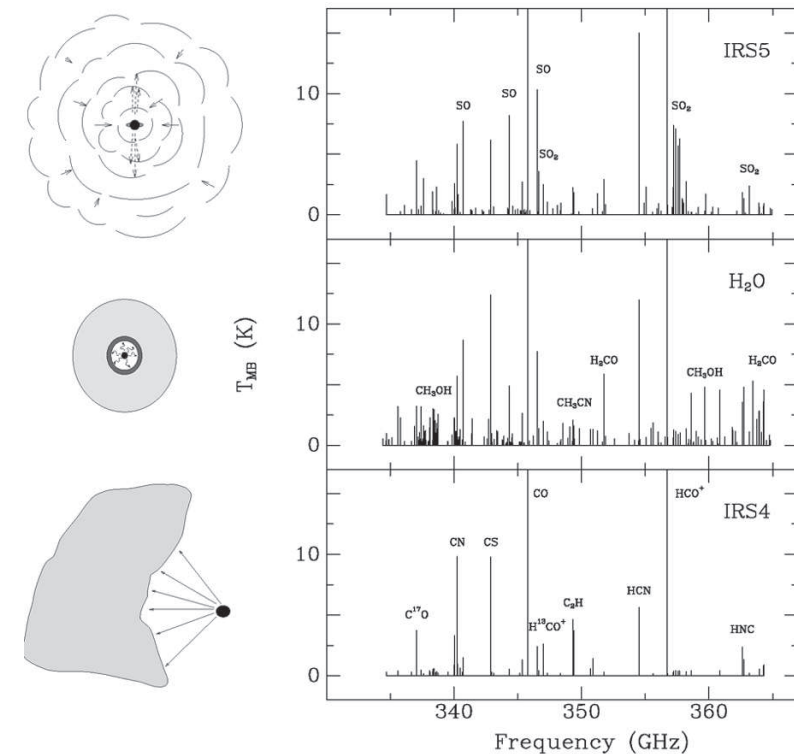 IRS5
SO
SO
SO
SO₂
SO₂
SO₂
10
0
H₂O
CH₃OH
CH₃CN
H₂CO
CH₃OH
H₂CO
10
0
T_MB (K)
IRS4
CO
HCO⁺
CN
CS
C¹⁷O
H¹³CO⁺
C₂H
HCN
HNC
10
0
340
350
360
Frequency (GHz)